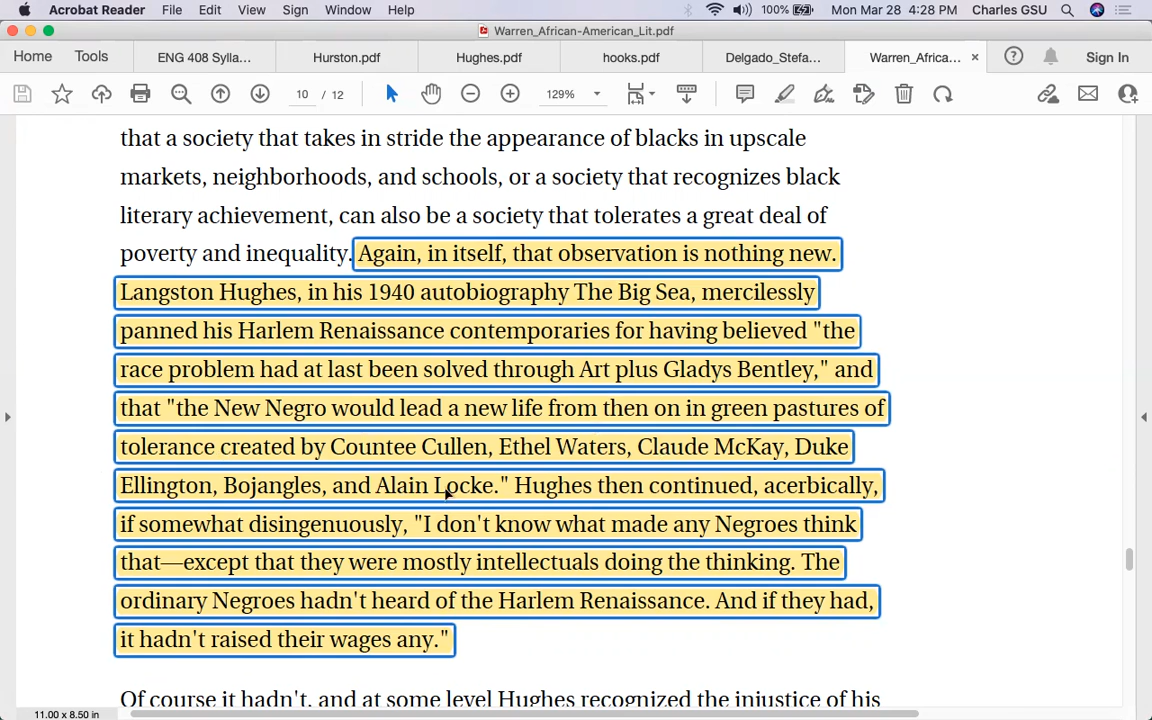 Acrobat Reader File Edit View Sign Window Help 100% Mon Mar 28 4:28 PM Charles GSU
Warren_African-American_Lit.pdf
Home Tools ENG 408 Sylla... Hurston.pdf Hughes.pdf hooks.pdf Delgado_Stefa... Warren_Africa... × ? Sign In
10 / 12 129%
that a society that takes in stride the appearance of blacks in upscale
markets, neighborhoods, and schools, or a society that recognizes black
literary achievement, can also be a society that tolerates a great deal of
poverty and inequality. Again, in itself, that observation is nothing new.
Langston Hughes, in his 1940 autobiography The Big Sea, mercilessly
panned his Harlem Renaissance contemporaries for having believed "the
race problem had at last been solved through Art plus Gladys Bentley," and
that "the New Negro would lead a new life from then on in green pastures of
tolerance created by Countee Cullen, Ethel Waters, Claude McKay, Duke
Ellington, Bojangles, and Alain Locke." Hughes then continued, acerbically,
if somewhat disingenuously, "I don't know what made any Negroes think
that—except that they were mostly intellectuals doing the thinking. The
ordinary Negroes hadn't heard of the Harlem Renaissance. And if they had,
it hadn't raised their wages any."
Of course it hadn't, and at some level Hughes recognized the injustice of his
11.00 x 8.50 in